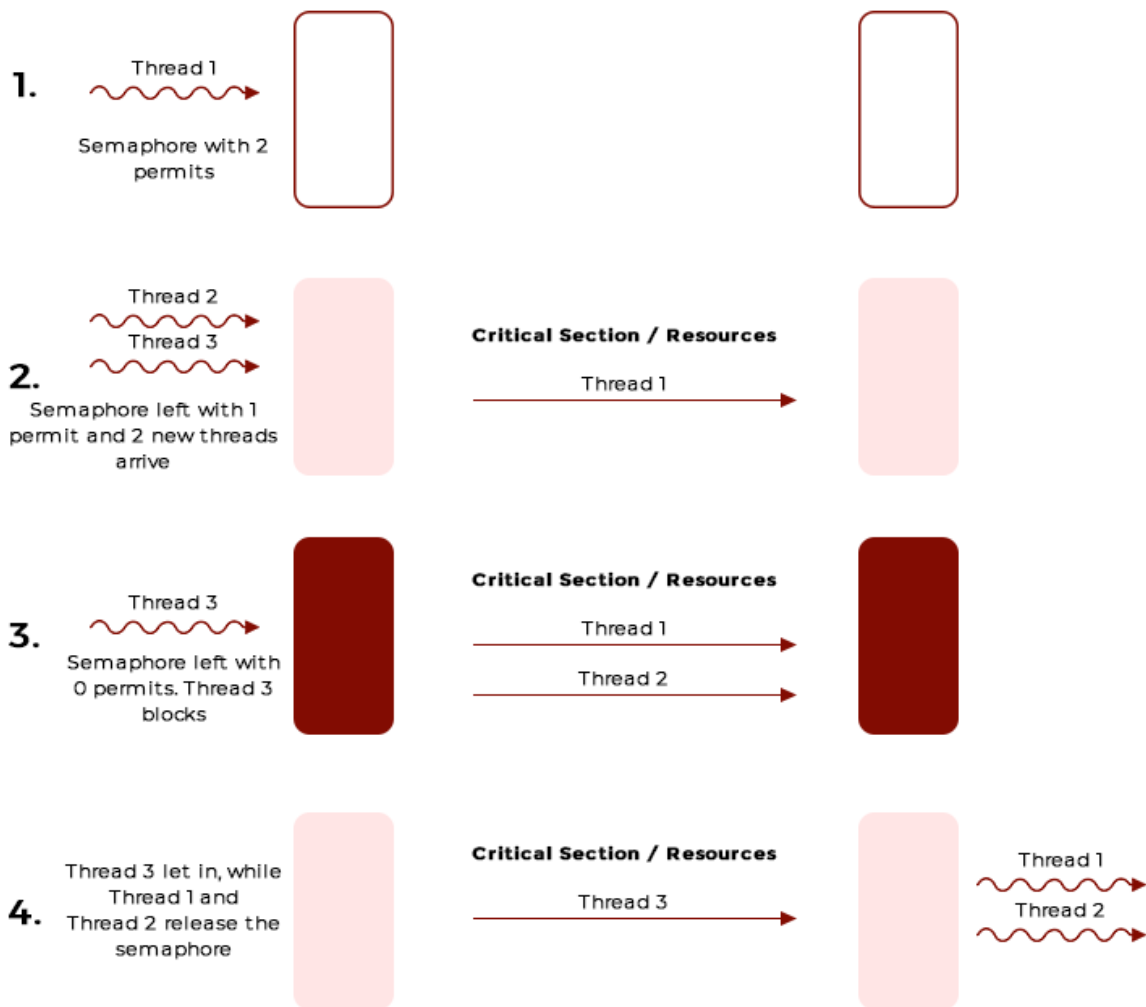 1.
Thread 1
Semaphore with 2
permits
2.
Thread 2
Thread 3
Semaphore left with 1
permit and 2 new threads
arrive
Critical Section / Resources
Thread 1
3.
Thread 3
Semaphore left with
0 permits. Thread 3
blocks
Critical Section / Resources
Thread 1
Thread 2
4.
Thread 3 let in, while
Thread 1 and
Thread 2 release the
semaphore
Critical Section / Resources
Thread 3
Thread 1
Thread 2